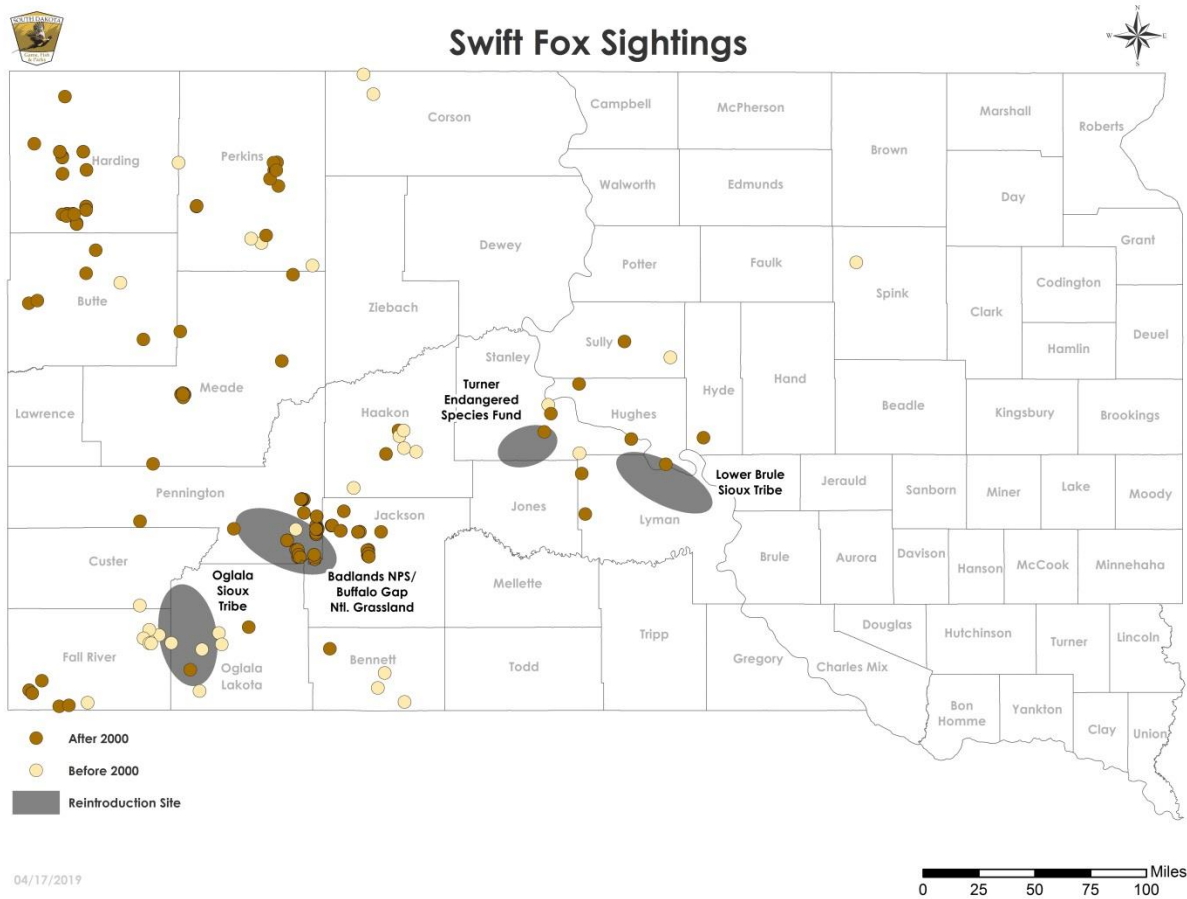 SOUTH DAKOTA
Game, Fish
& Parks
Swift Fox Sightings
N
W
E
S
Campbell
McPherson
Marshall
Roberts
Corson
Harding
Perkins
Brown
Walworth
Edmunds
Day
Dewey
Grant
Potter
Faulk
Spink
Codington
Butte
Ziebach
Clark
Deuel
Sully
Hamlin
Stanley
Meade
Hyde
Hand
Turner
Endangered
Species Fund
Lawrence
Haakon
Hughes
Beadle
Kingsbury
Brookings
Lower Brule
Sioux Tribe
Pennington
Jackson
Jones
Lyman
Jerauld
Sanborn
Miner
Lake
Moody
Custer
Brule
Aurora
Davison
Hanson
McCook
Minnehaha
Oglala
Sioux
Tribe
Badlands NPS/
Buffalo Gap
Ntl. Grassland
Mellette
Fall River
Oglala
Lakota
Bennett
Todd
Tripp
Gregory
Charles Mix
Douglas
Hutchinson
Turner
Lincoln
Bon
Homme
Yankton
Clay
Union
After 2000
Before 2000
Reintroduction Site
04/17/2019
Miles
0 25 50 75 100